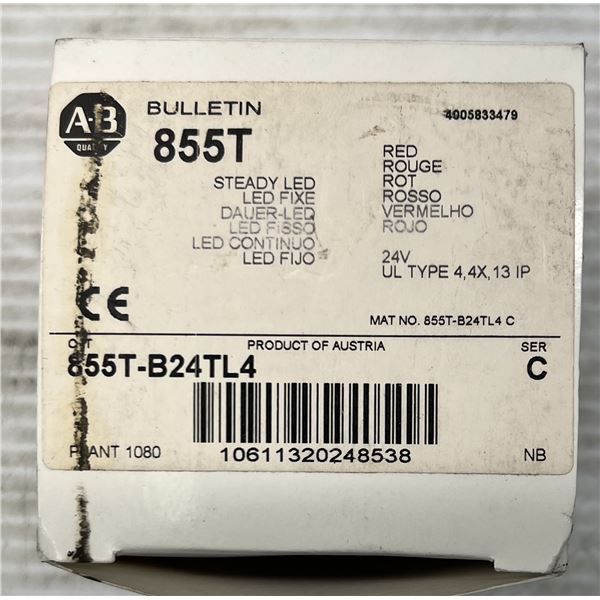 A-B
QUALITY
BULLETIN
4005833479
855T
STEADY LED
LED FIXE
DAUER-LED
LED FISSO
LED CONTINUO
LED FIJO
RED
ROUGE
ROT
ROSSO
VERMELHO
ROJO
24V
UL TYPE 4,4X,13 IP
CE
MAT NO. 855T-B24TL4 C
CAT
PRODUCT OF AUSTRIA
SER
855T-B24TL4
C
PLANT 1080
10611320248538
NB